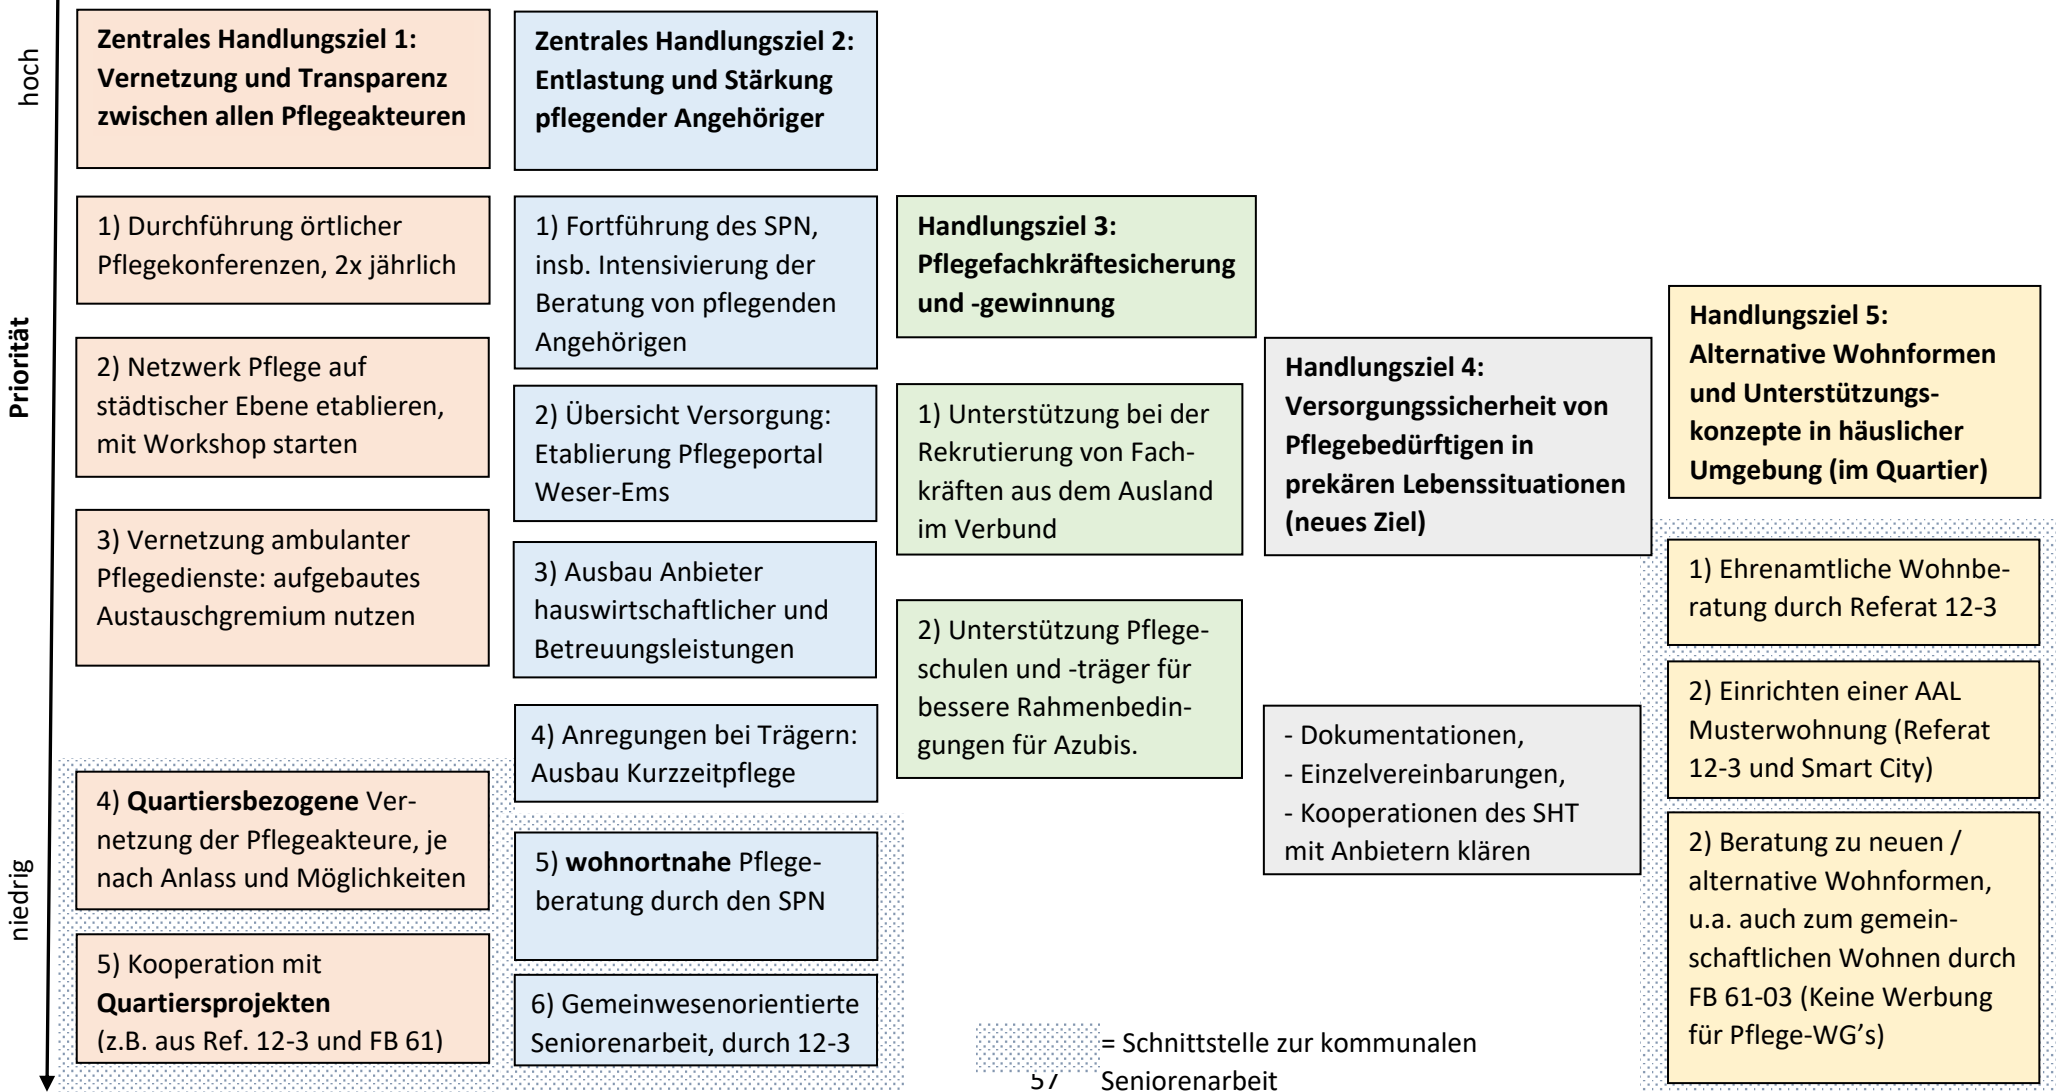 hoch
Priorität
niedrig
Zentrales Handlungsziel 1:
Vernetzung und Transparenz
zwischen allen Pflegeakteuren
1) Durchführung örtlicher
Pflegekonferenzen, 2x jährlich
2) Netzwerk Pflege auf
städtischer Ebene etablieren,
mit Workshop starten
3) Vernetzung ambulanter
Pflegedienste: aufgebautes
Austauschgremium nutzen
4) Quartiersbezogene Ver-
netzung der Pflegeakteure, je
nach Anlass und Möglichkeiten
5) Kooperation mit
Quartiersprojekten
(z.B. aus Ref. 12-3 und FB 61)
Zentrales Handlungsziel 2:
Entlastung und Stärkung
pflegender Angehöriger
1) Fortführung des SPN,
insb. Intensivierung der
Beratung von pflegenden
Angehörigen
2) Übersicht Versorgung:
Etablierung Pflegeportal
Weser-Ems
3) Ausbau Anbieter
hauswirtschaftlicher und
Betreuungsleistungen
4) Anregungen bei Trägern:
Ausbau Kurzzeitpflege
5) wohnortnahe Pflege-
beratung durch den SPN
6) Gemeinwesenorientierte
Seniorenarbeit, durch 12-3
Handlungsziel 3:
Pflegefachkräftesicherung
und -gewinnung
1) Unterstützung bei der
Rekrutierung von Fach-
kräften aus dem Ausland
im Verbund
2) Unterstützung Pflege-
schulen und -träger für
bessere Rahmenbedin-
gungen für Azubis.
Handlungsziel 4:
Versorgungssicherheit von
Pflegebedürftigen in
prekären Lebenssituationen
(neues Ziel)
- Dokumentationen,
- Einzelvereinbarungen,
- Kooperationen des SHT
mit Anbietern klären
Handlungsziel 5:
Alternative Wohnformen
und Unterstützungs-
konzepte in häuslicher
Umgebung (im Quartier)
1) Ehrenamtliche Wohnbe-
ratung durch Referat 12-3
2) Einrichten einer AAL
Musterwohnung (Referat
12-3 und Smart City)
2) Beratung zu neuen /
alternative Wohnformen,
u.a. auch zum gemein-
schaftlichen Wohnen durch
FB 61-03 (Keine Werbung
für Pflege-WG’s)
= Schnittstelle zur kommunalen
Seniorenarbeit
57